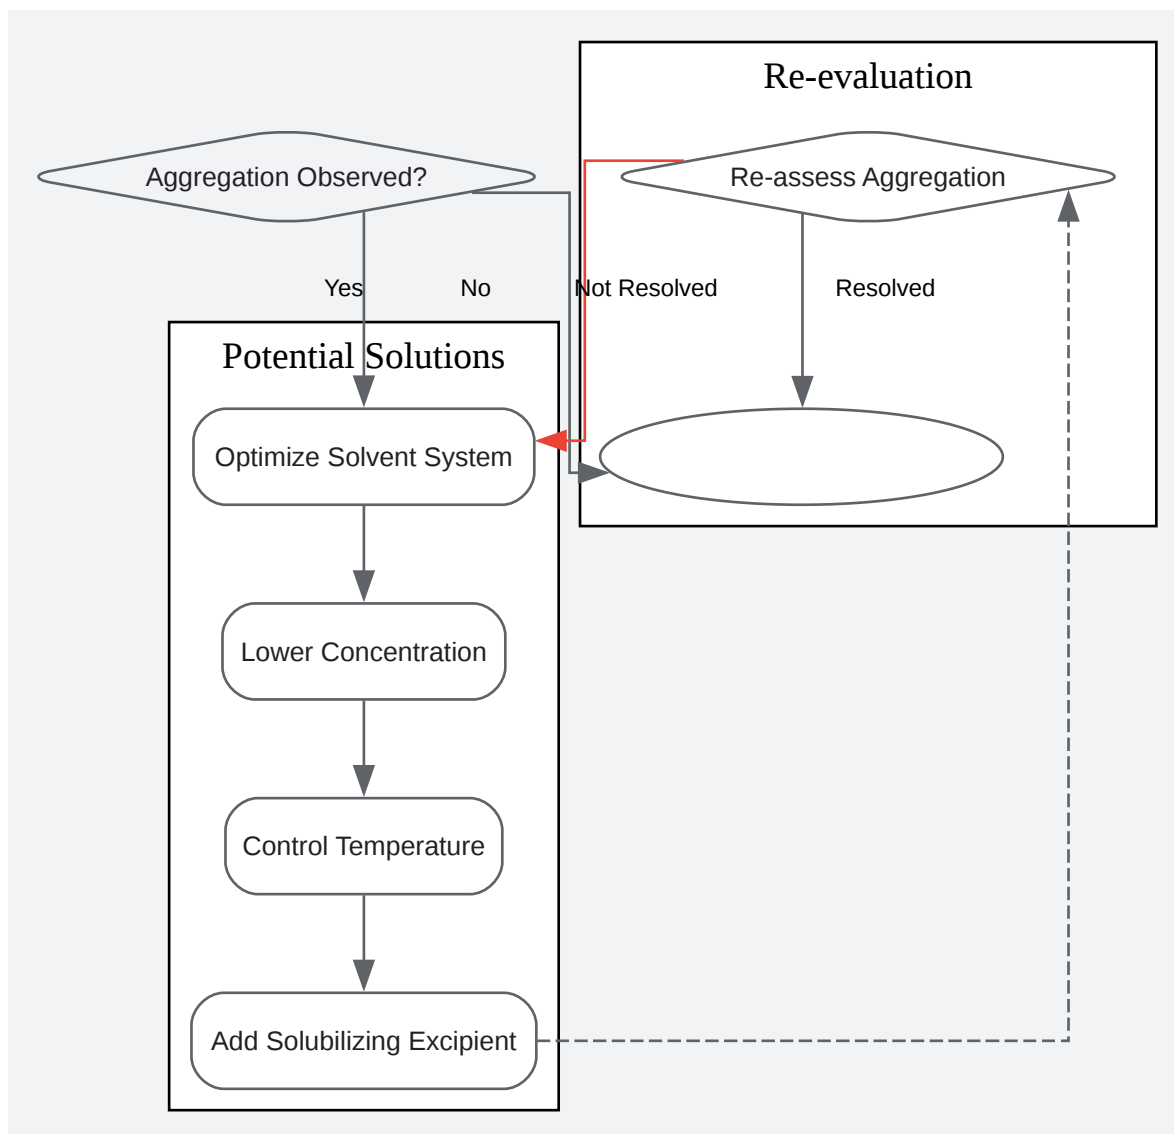 Re-evaluation
Aggregation Observed?
Re-assess Aggregation
Yes
No
Not Resolved
Resolved
Potential Solutions
Optimize Solvent System
Lower Concentration
Control Temperature
Add Solubilizing Excipient